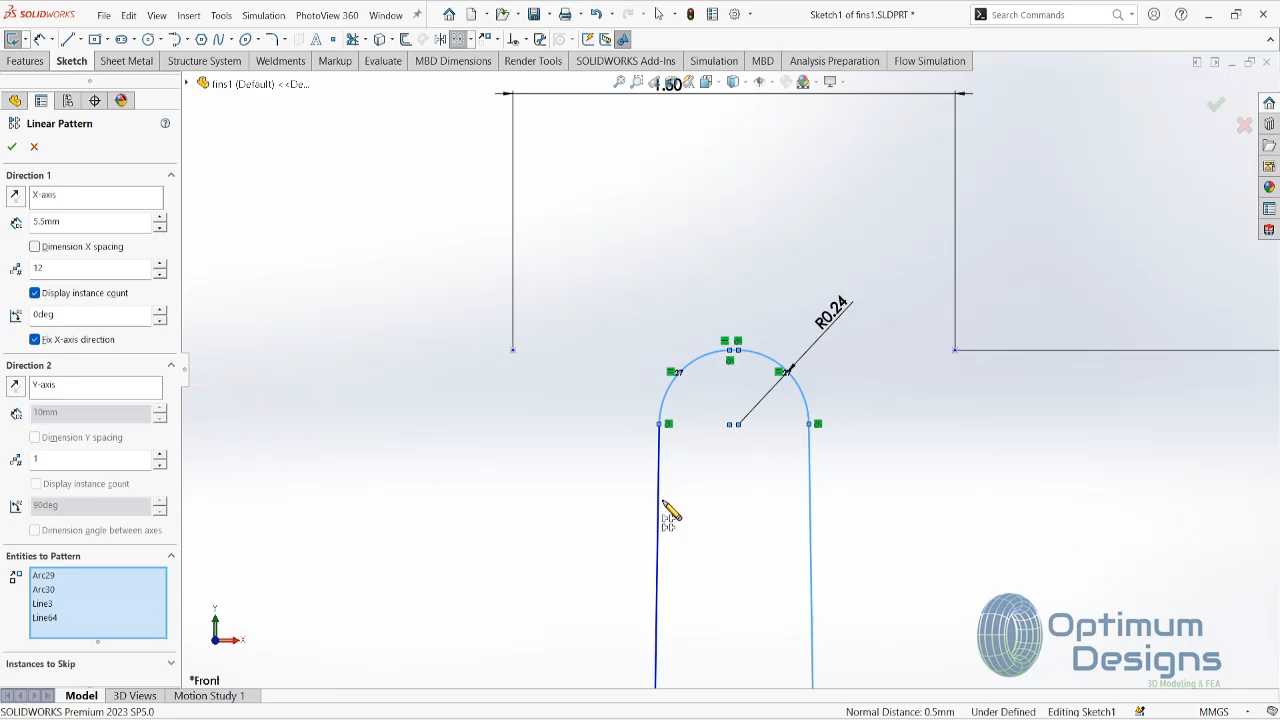 SOLIDWORKS File Edit View Insert Tools Simulation PhotoView 360 Window Sketch1 of fins1.SLDPRT * Search Commands
Features Sketch Sheet Metal Structure System Weldments Markup Evaluate MBD Dimensions Render Tools SOLIDWORKS Add-Ins Simulation MBD Analysis Preparation Flow Simulation
fins1 (Default) <<De...
Linear Pattern
Direction 1
X-axis
5.5mm
Dimension X spacing
12
Display instance count
0deg
Fix X-axis direction
Direction 2
Y-axis
10mm
Dimension Y spacing
1
Display instance count
90deg
Dimension angle between axes
Entities to Pattern
Arc29
Arc30
Line3
Line64
Instances to Skip
R0.24
27
Y
X
*Front
Optimum
Designs
3D Modeling & FEA
Model 3D Views Motion Study 1
SOLIDWORKS Premium 2023 SP5.0 Normal Distance: 0.5mm Under Defined Editing Sketch1 MMGS